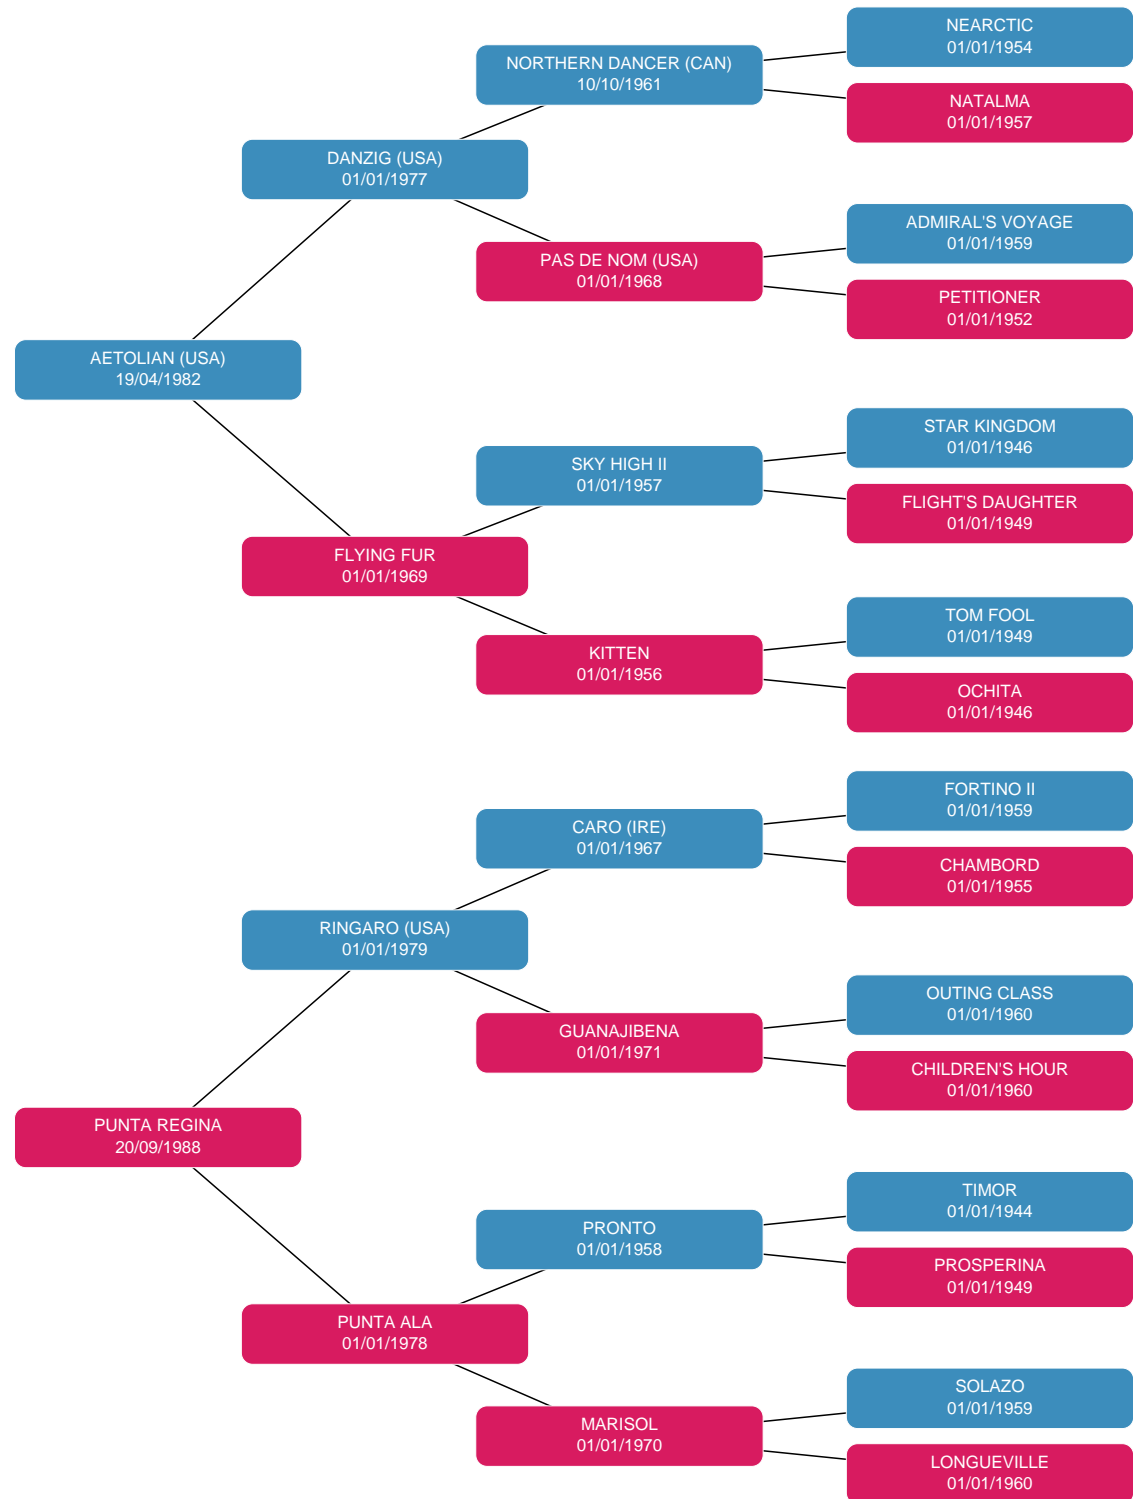 NEARCTIC
01/01/1954
NORTHERN DANCER (CAN)
10/10/1961
NATALMA
01/01/1957
DANZIG (USA)
01/01/1977
ADMIRAL'S VOYAGE
01/01/1959
PAS DE NOM (USA)
01/01/1968
PETITIONER
01/01/1952
AETOLIAN (USA)
19/04/1982
STAR KINGDOM
01/01/1946
SKY HIGH II
01/01/1957
FLIGHT'S DAUGHTER
01/01/1949
FLYING FUR
01/01/1969
TOM FOOL
01/01/1949
KITTEN
01/01/1956
OCHITA
01/01/1946
FORTINO II
01/01/1959
CARO (IRE)
01/01/1967
CHAMBORD
01/01/1955
RINGARO (USA)
01/01/1979
OUTING CLASS
01/01/1960
GUANAJIBENA
01/01/1971
CHILDREN'S HOUR
01/01/1960
PUNTA REGINA
20/09/1988
TIMOR
01/01/1944
PRONTO
01/01/1958
PROSPERINA
01/01/1949
PUNTA ALA
01/01/1978
SOLAZO
01/01/1959
MARISOL
01/01/1970
LONGUEVILLE
01/01/1960